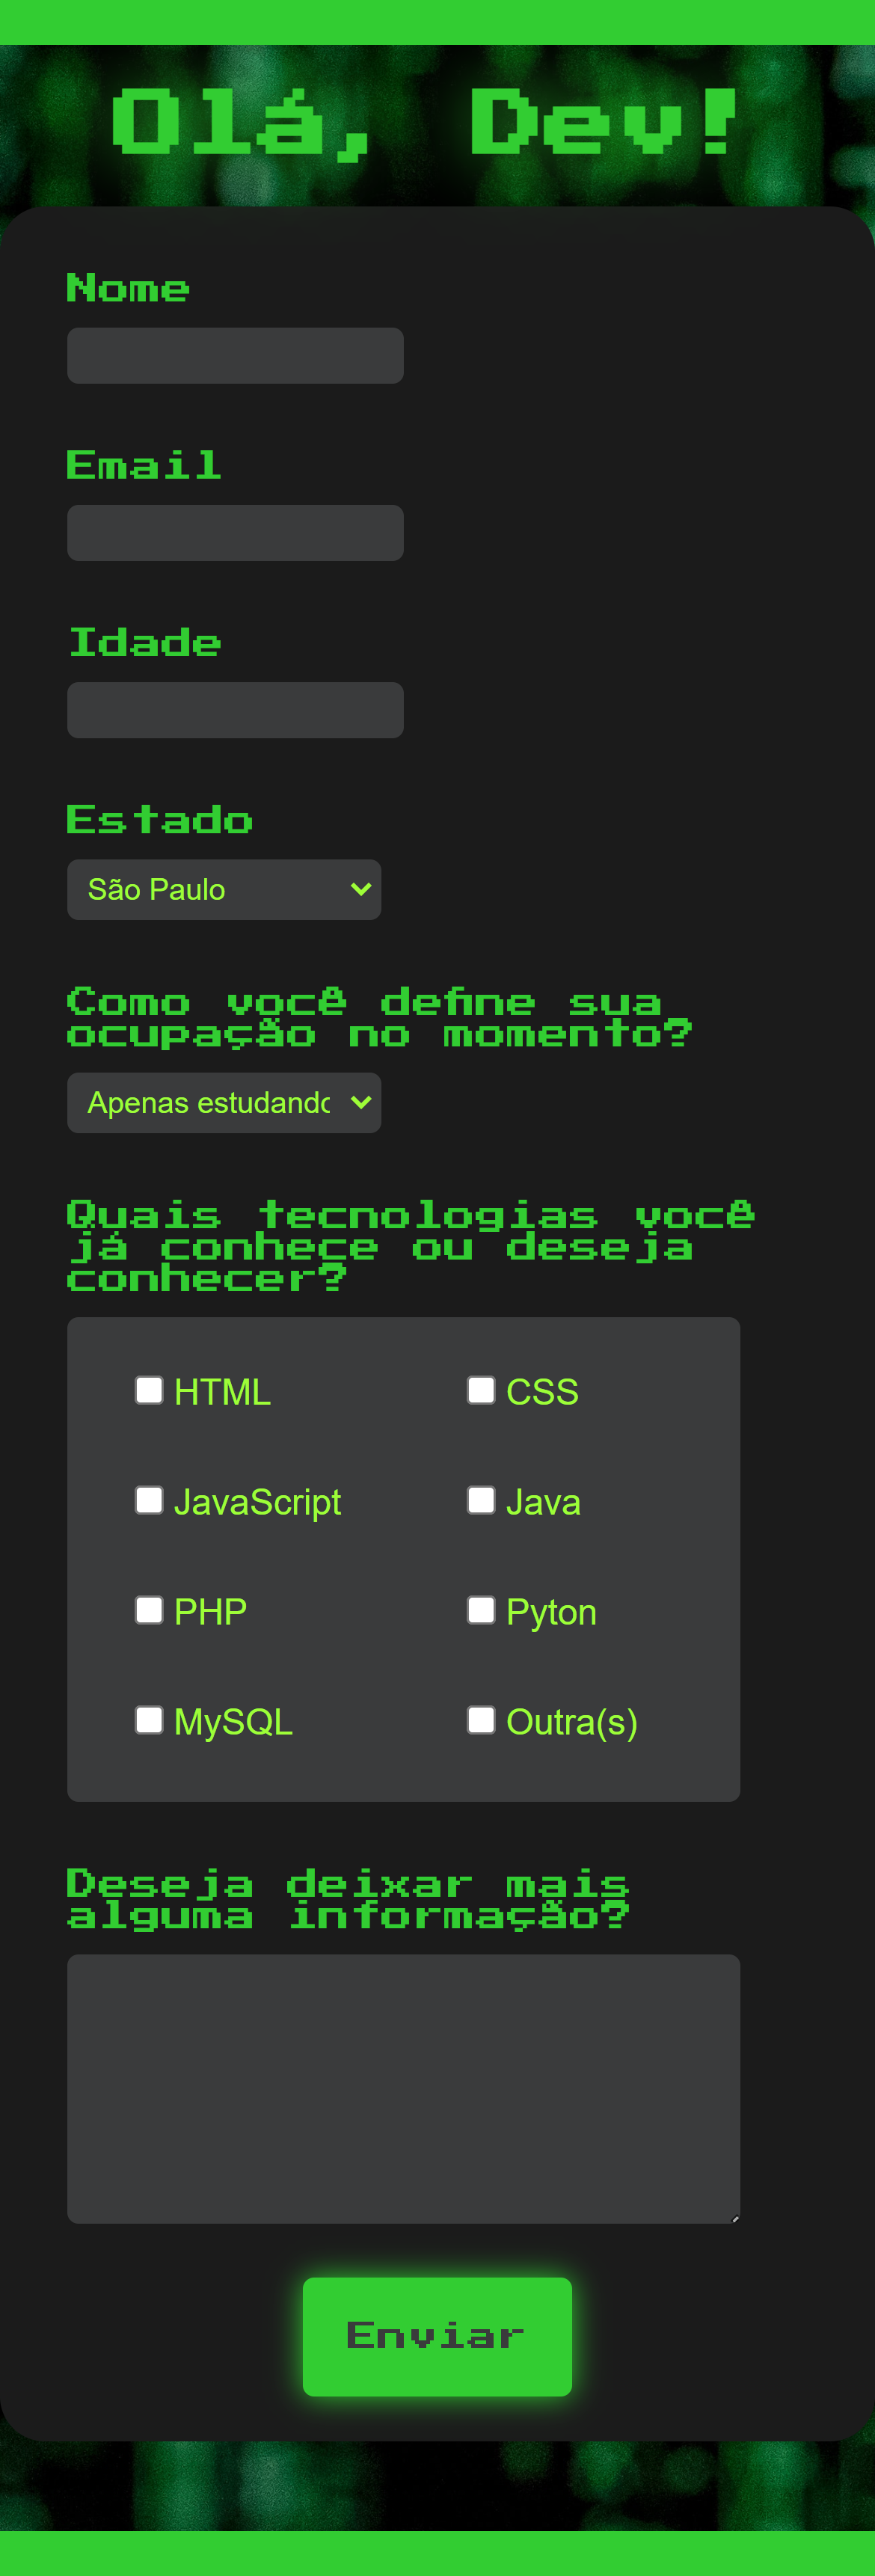 Olá, Dev!
Nome
Email
Idade
Estado
São Paulo
Como você define sua
ocupação no momento?
Apenas estudando
Quais tecnologias você
já conhece ou deseja
conhecer?
HTML
CSS
JavaScript
Java
PHP
Pyton
MySQL
Outra(s)
Deseja deixar mais
alguma informação?
Enviar